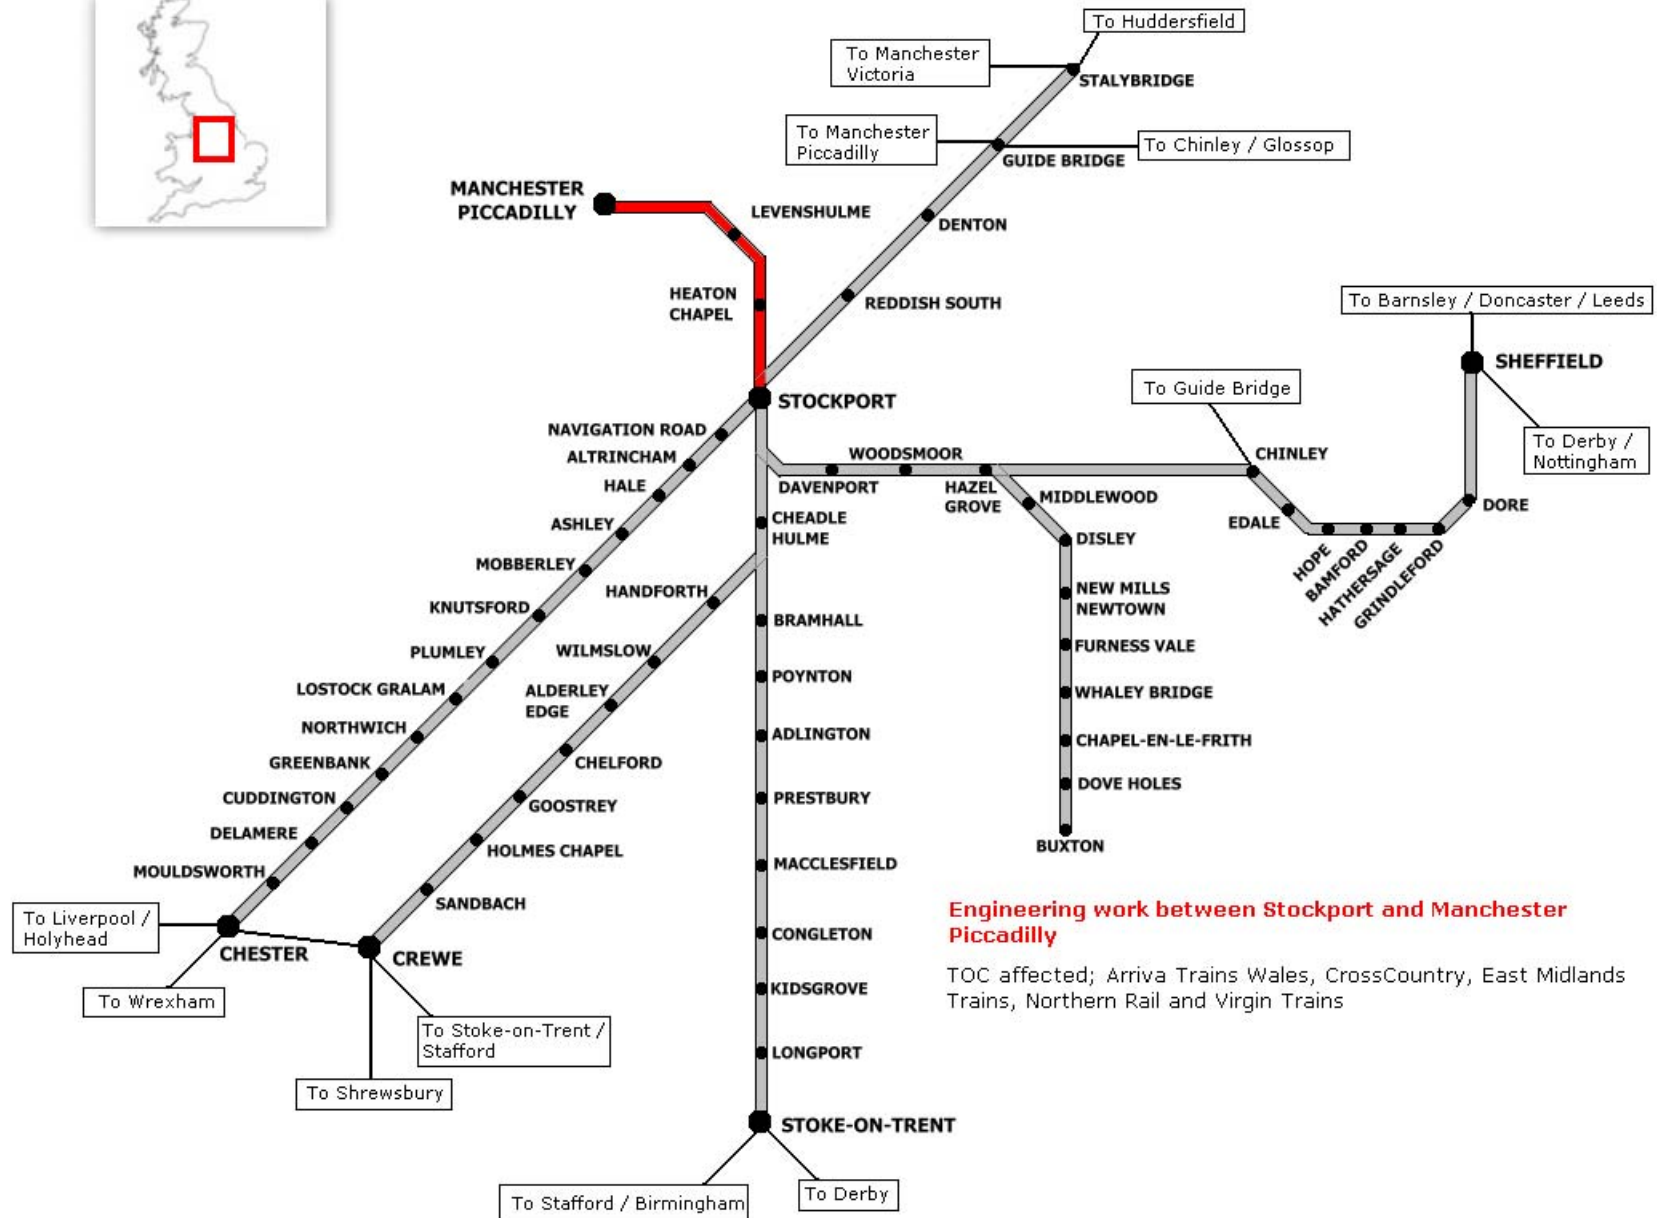 To Huddersfield
To Manchester
Victoria
STALYBRIDGE
To Manchester
Piccadilly
To Chinley / Glossop
GUIDE BRIDGE
MANCHESTER
PICCADILLY
LEVENSHULME
DENTON
HEATON
CHAPEL
REDDISH SOUTH
To Barnsley / Doncaster / Leeds
SHEFFIELD
To Guide Bridge
STOCKPORT
NAVIGATION ROAD
To Derby /
Nottingham
ALTRINCHAM
WOODSMOOR
CHINLEY
HALE
DAVENPORT
HAZEL
GROVE
MIDDLEWOOD
DORE
ASHLEY
CHEADLE
HULME
EDALE
DISLEY
HOPE
BAMFORD
HATHERSAGE
GRINDLEFORD
MOBBERLEY
HANDFORTH
NEW MILLS
NEWTOWN
KNUTSFORD
BRAMHALL
FURNESS VALE
PLUMLEY
WILMSLOW
POYNTON
LOSTOCK GRALAM
ALDERLEY
EDGE
WHALEY BRIDGE
NORTHWICH
ADLINGTON
CHAPEL-EN-LE-FRITH
GREENBANK
CHELFORD
DOVE HOLES
CUDDINGTON
GOOSTREY
PRESTBURY
DELAMERE
BUXTON
HOLMES CHAPEL
MOULDSWORTH
MACCLESFIELD
SANDBACH
Engineering work between Stockport and Manchester
Piccadilly
To Liverpool /
Holyhead
CONGLETON
CHESTER
CREWE
TOC affected; Arriva Trains Wales, CrossCountry, East Midlands
Trains, Northern Rail and Virgin Trains
KIDSGROVE
To Wrexham
To Stoke-on-Trent /
Stafford
LONGPORT
To Shrewsbury
STOKE-ON-TRENT
To Stafford / Birmingham
To Derby